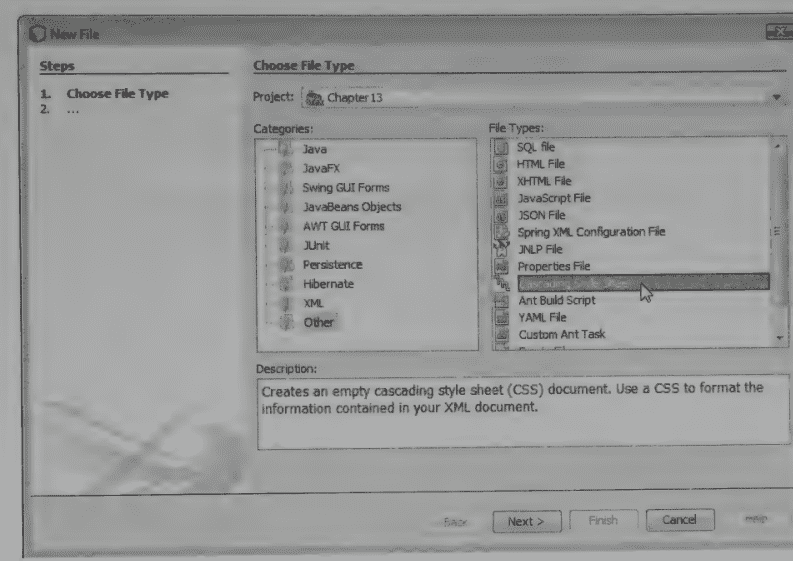 New File
Steps
1. Choose File Type
2. ...
Choose File Type
Project: Chapter13
Categories:
Java
JavaFX
Swing GUI Forms
JavaBeans Objects
AWT GUI Forms
JUnit
Persistence
Hibernate
XML
Other
File Types:
SQL file
HTML File
XHTML File
JavaScript File
JSON File
Spring XML Configuration File
JNLP File
Properties File
Ant Build Script
YAML File
Custom Ant Task
Description:
Creates an empty cascading style sheet (CSS) document. Use a CSS to format the
information contained in your XML document.
Back
Next >
Finish
Cancel
Help